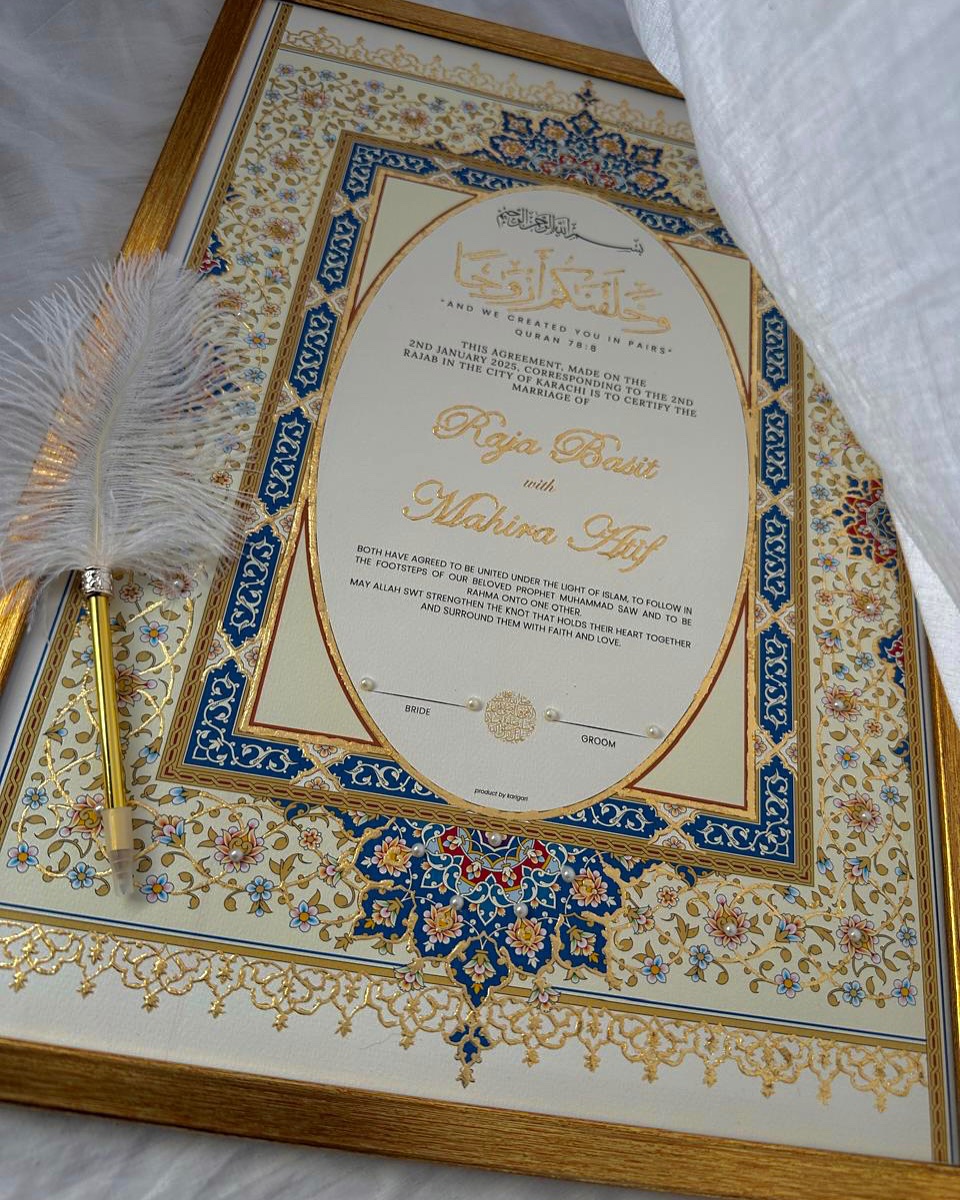 بسم الله الرحمن الرحيم
وَخَلَقْنَٰكُمْ أَزْوَٰجًا
"AND WE CREATED YOU IN PAIRS"
QURAN 78:8
THIS AGREEMENT, MADE ON THE
2ND JANUARY 2025, CORRESPONDING TO THE 2ND
RAJAB IN THE CITY OF KARACHI IS TO CERTIFY THE
MARRIAGE OF
Raja Basit
with
Mahira Atif
BOTH HAVE AGREED TO BE UNITED UNDER THE LIGHT OF ISLAM, TO FOLLOW IN
THE FOOTSTEPS OF OUR BELOVED PROPHET MUHAMMAD SAW AND TO BE
RAHMA ONTO ONE OTHER.
MAY ALLAH SWT STRENGTHEN THE KNOT THAT HOLDS THEIR HEART TOGETHER
AND SURROUND THEM WITH FAITH AND LOVE.
BRIDE
GROOM
product by karigari